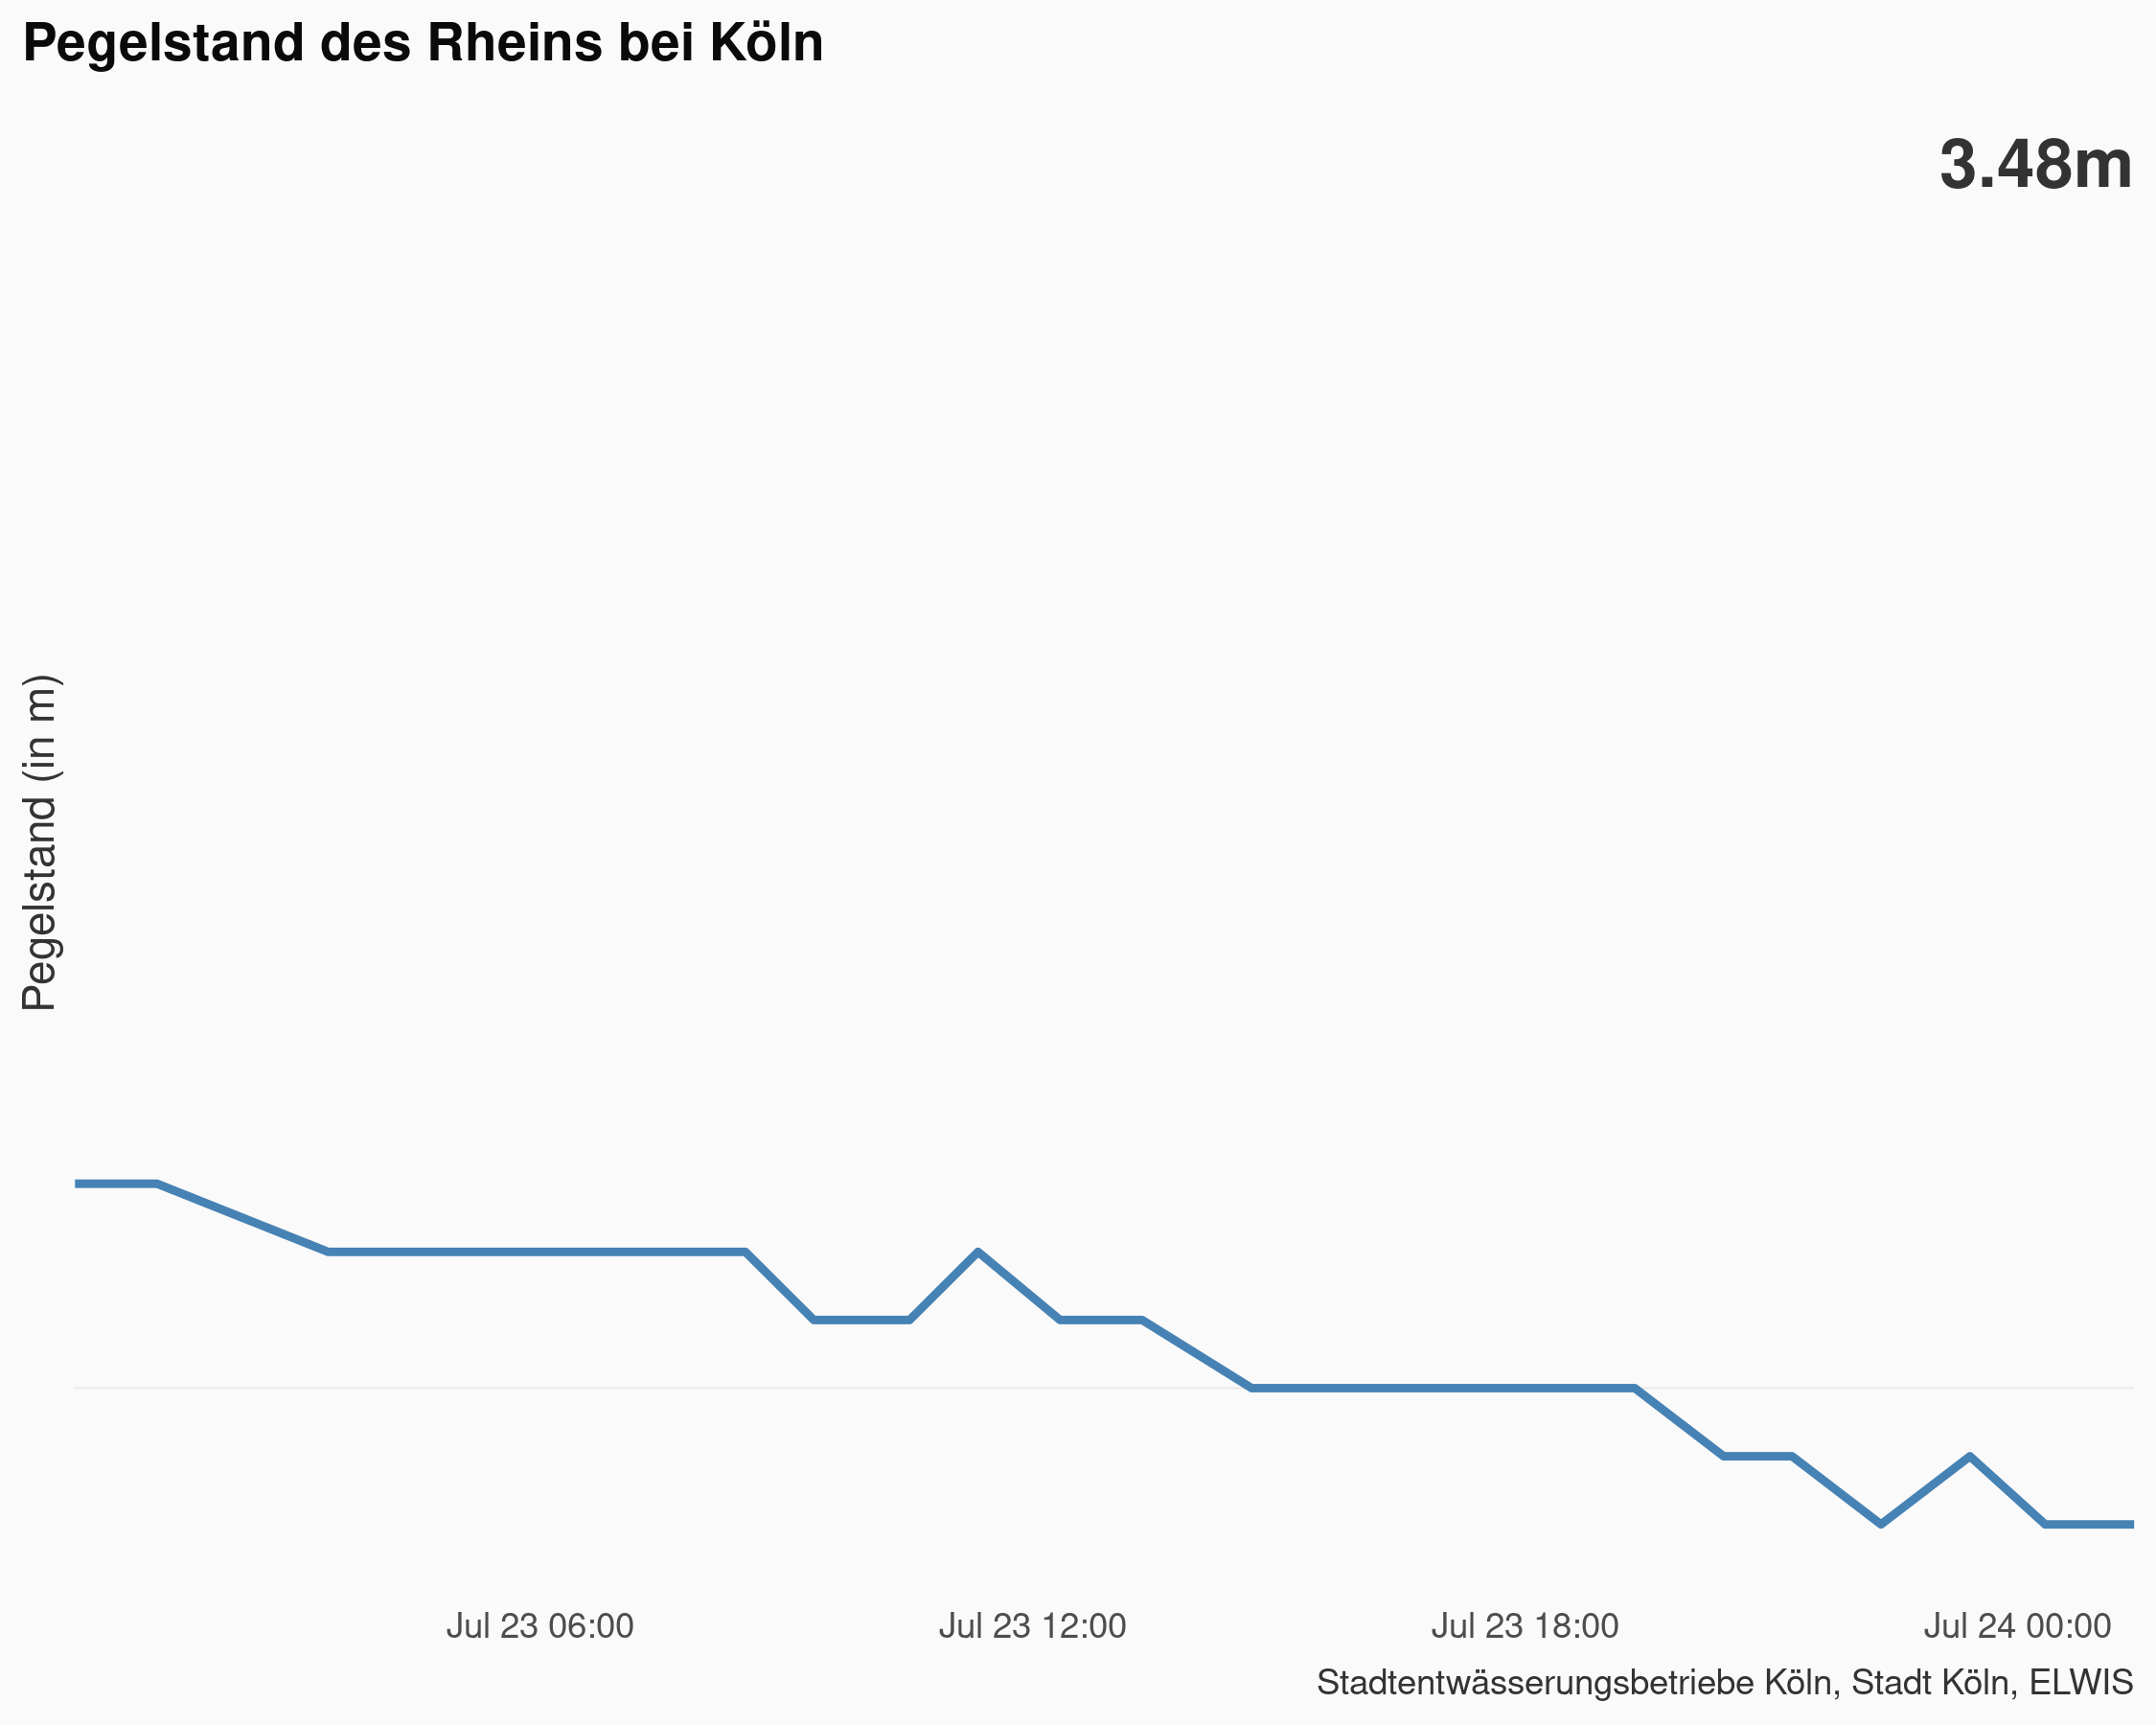 Pegelstand des Rheins bei Köln
3.48m
Pegelstand (in m)
Jul 23 06:00 Jul 23 12:00 Jul 23 18:00 Jul 24 00:00
Stadtentwässerungsbetriebe Köln, Stadt Köln, ELWIS